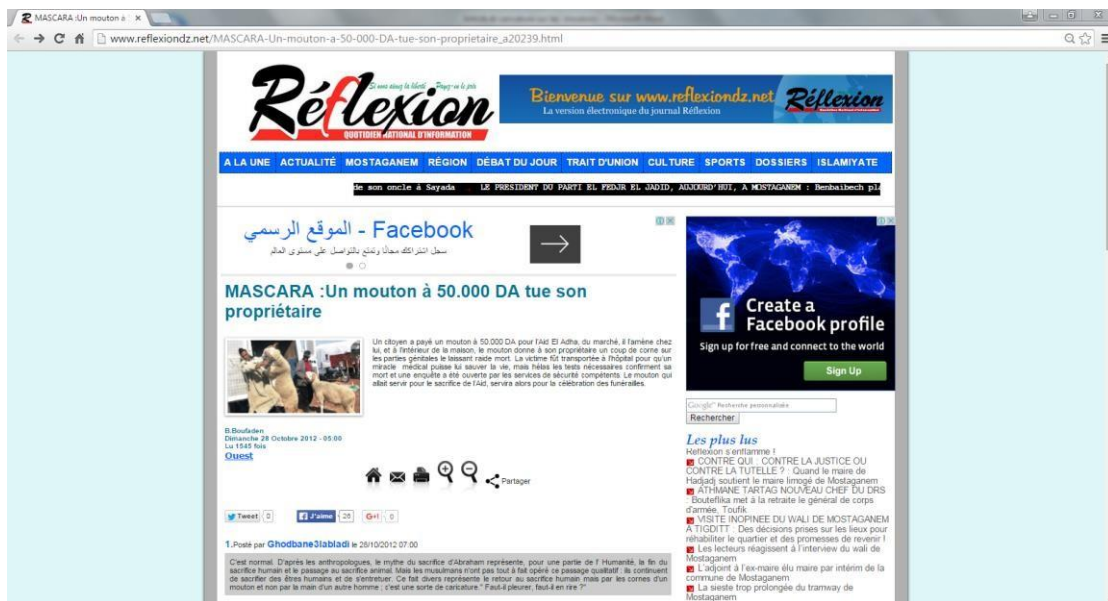 MASCARA :Un mouton à
www.reflexiondz.net/MASCARA-Un-mouton-a-50-000-DA-tue-son-proprietaire_a20239.html
Si vous aimez la liberté Payez-en le prix
Réflexion
QUOTIDIEN NATIONAL D'INFORMATION
Bienvenue sur www.reflexiondz.net
La version électronique du journal Réflexion
Réflexion
A LA UNE ACTUALITÉ MOSTAGANEM RÉGION DÉBAT DU JOUR TRAIT D'UNION CULTURE SPORTS DOSSIERS ISLAMIYATE
de son oncle à Sayada LE PRESIDENT DU PARTI EL FEDJR EL JADID, AUJOURD'HUI, A MOSTAGANEM : Benbaibech pla
Facebook - الموقع الرسمي
سجل اشتراكك مجانًا وتمتع بالتواصل على مستوى العالم
MASCARA :Un mouton à 50.000 DA tue son
propriétaire
Un citoyen a payé un mouton à 50.000 DA pour l'Aid El Adha, du marché, il l'amène chez
lui, et à l'intérieur de la maison, le mouton donne à son propriétaire un coup de corne sur
les parties génitales le laissant raide mort. La victime fût transportée à l'hôpital pour qu'un
miracle médical puisse lui sauver la vie, mais hélas les tests nécessaires confirment sa
mort et une enquête a été ouverte par les services de sécurité compétents. Le mouton qui
allait servir pour le sacrifice de l'Aid, servira alors pour la célébration des funérailles.
B.Boufaden
Dimanche 28 Octobre 2012 - 05:00
Lu 1545 fois
Ouest
Partager
Tweet 0 J'aime 26 G+1 0
1.Posté par Ghodbane3labladi le 28/10/2012 07:00
C'est normal. D'après les anthropologues, le mythe du sacrifice d'Abraham représente, pour une partie de l' Humanité, la fin du
sacrifice humain et le passage au sacrifice animal. Mais les musulmans n'ont pas tout à fait opéré ce passage qualitatif : ils continuent
de sacrifier des êtres humains et de s'entretuer. Ce fait divers représente le retour au sacrifice humain mais par les cornes d'un
mouton et non par la main d'un autre homme ; c'est une sorte de caricature." Faut-il pleurer, faut-il en rire ?"
Create a
Facebook profile
Sign up for free and connect to the world
Sign Up
Google Recherche personnalisée
Rechercher
Les plus lus
Reflexion s'enflamme !
CONTRE QUI : CONTRE LA JUSTICE OU
CONTRE LA TUTELLE ? : Quand le maire de
Hadjadj soutient le maire limogé de Mostaganem
ATHMANE TARTAG NOUVEAU CHEF DU DRS
: Bouteflika met à la retraite le général de corps
d'armée, Toufik
VISITE INOPINEE DU WALI DE MOSTAGANEM
A TIGDITT : Des décisions prises sur les lieux pour
réhabiliter le quartier et des promesses de revenir !
Les lecteurs réagissent à l'interview du wali de
Mostaganem
L'adjoint à l'ex-maire élu maire par intérim de la
commune de Mostaganem
La sieste trop prolongée du tramway de
Mostaganem